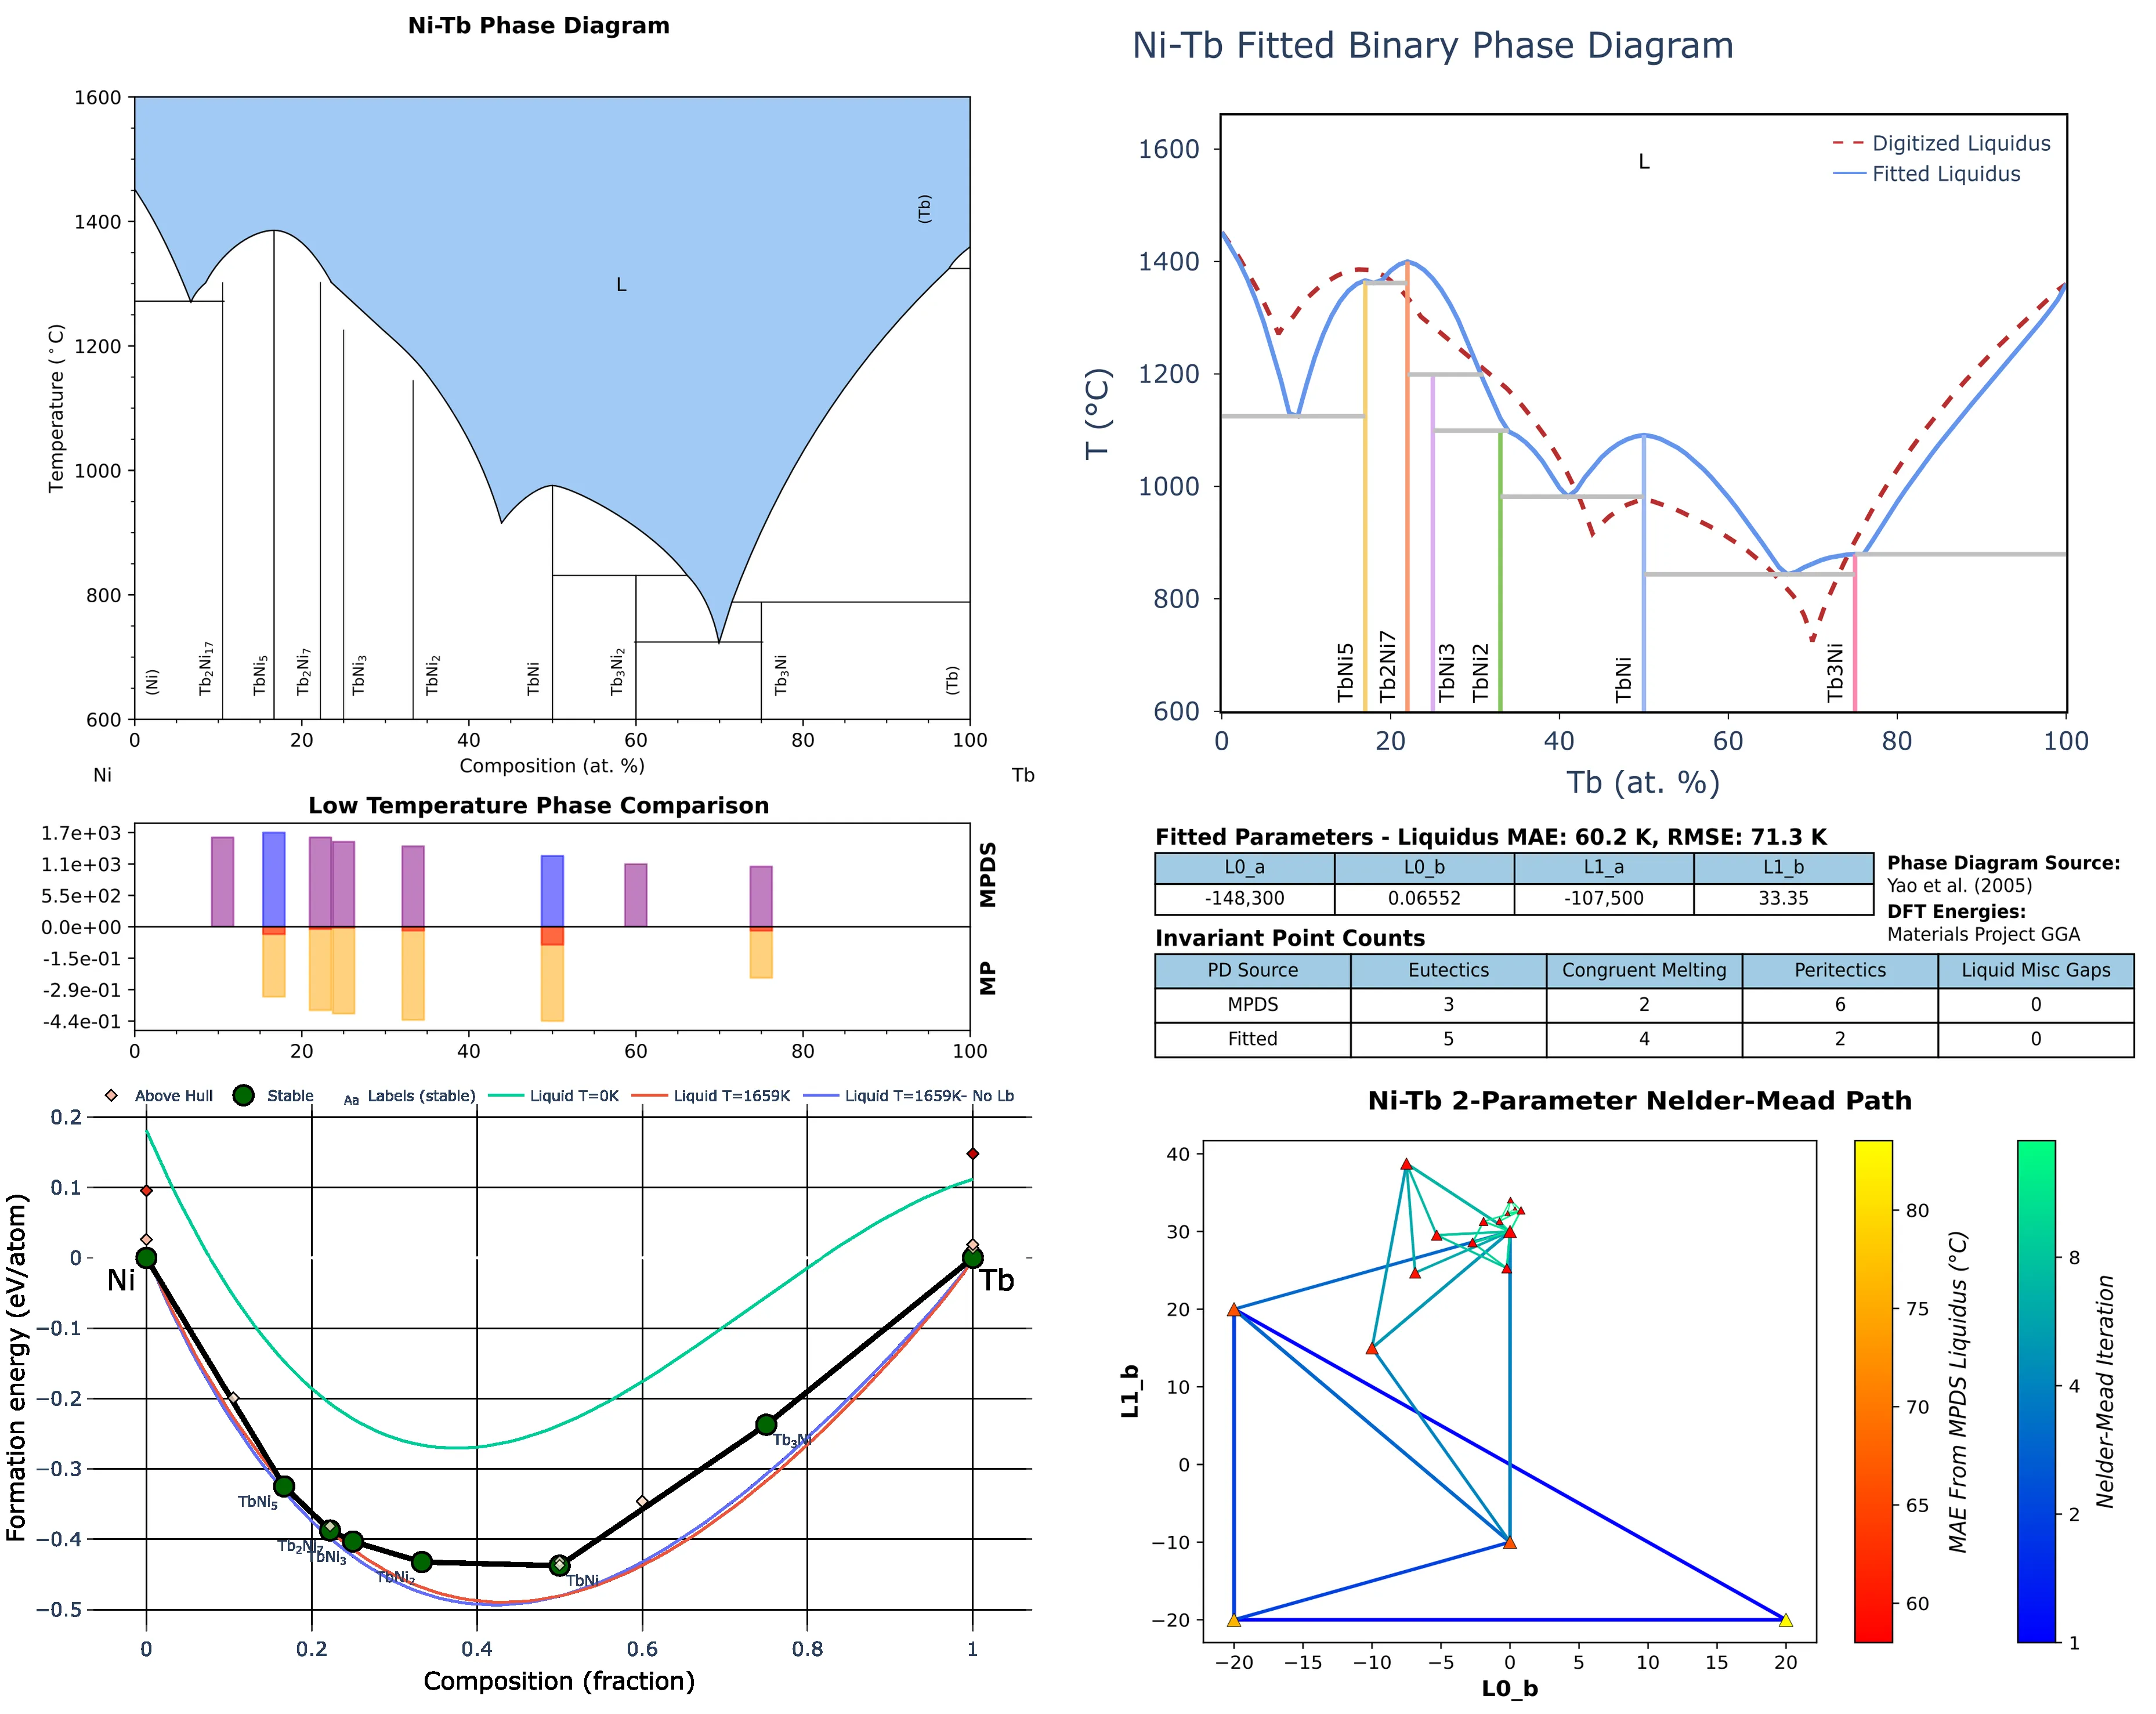 Ni-Tb Phase Diagram
1600
1400
1200
1000
800
600
Temperature (°C)
L
(Tb)
(Ni)
Tb₂Ni₁₇
TbNi₅
Tb₂Ni₇
TbNi₃
TbNi₂
TbNi
Tb₃Ni₂
Tb₃Ni
(Tb)
0 20 40 60 80 100
Composition (at. %)
Ni Tb
Ni-Tb Fitted Binary Phase Diagram
1600
1400
1200
1000
800
600
T (°C)
L
Digitized Liquidus
Fitted Liquidus
TbNi5
Tb2Ni7
TbNi3
TbNi2
TbNi
Tb3Ni
0 20 40 60 80 100
Tb (at. %)
Low Temperature Phase Comparison
1.7e+03
1.1e+03
5.5e+02
0.0e+00
-1.5e-01
-2.9e-01
-4.4e-01
MPDS
MP
0 20 40 60 80 100
Fitted Parameters - Liquidus MAE: 60.2 K, RMSE: 71.3 K
L0_a L0_b L1_a L1_b
-148,300 0.06552 -107,500 33.35
Phase Diagram Source:
Yao et al. (2005)
DFT Energies:
Materials Project GGA
Invariant Point Counts
PD Source Eutectics Congruent Melting Peritectics Liquid Misc Gaps
MPDS 3 2 6 0
Fitted 5 4 2 0
Above Hull Stable Aa Labels (stable) Liquid T=0K Liquid T=1659K Liquid T=1659K- No Lb
0.2
0.1
0
−0.1
−0.2
−0.3
−0.4
−0.5
Formation energy (eV/atom)
Ni
Tb
TbNi₅
Tb₂Ni₇
TbNi₃
TbNi₂
TbNi
Tb₃Ni
0 0.2 0.4 0.6 0.8 1
Composition (fraction)
Ni-Tb 2-Parameter Nelder-Mead Path
40
30
20
10
0
−10
−20
L1_b
−20 −15 −10 −5 0 5 10 15 20
L0_b
80
75
70
65
60
MAE From MPDS Liquidus (°C)
8
4
2
1
Nelder-Mead Iteration